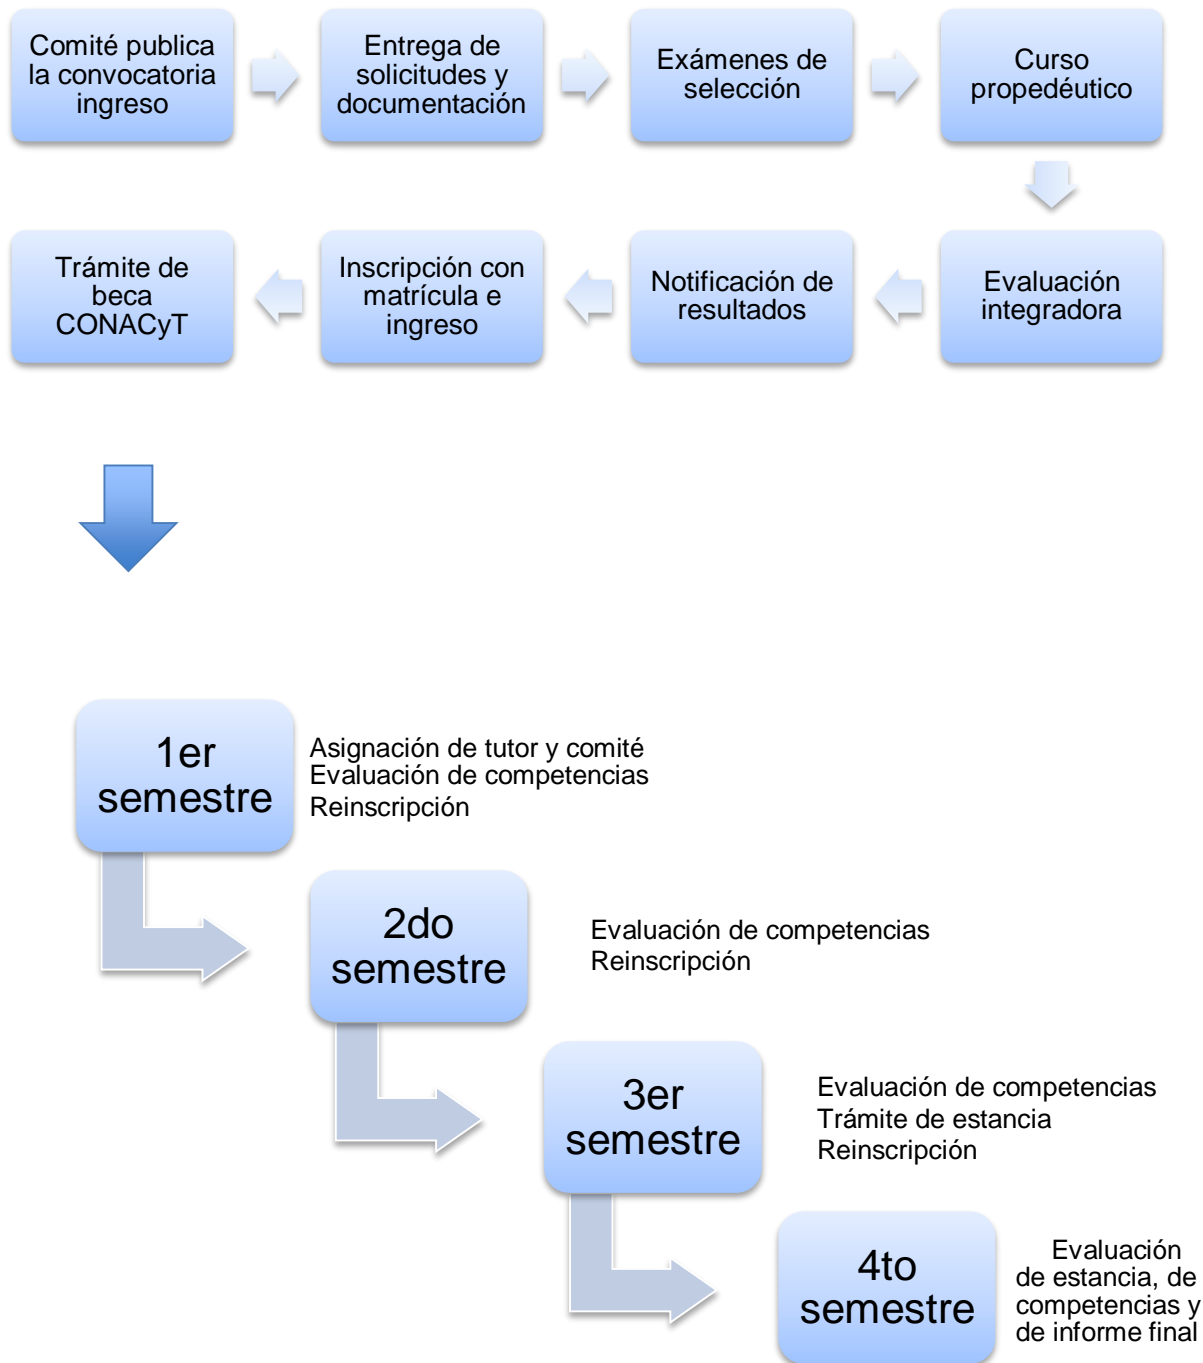 Comité publica
la convocatoria
ingreso
Entrega de
solicitudes y
documentación
Exámenes de
selección
Curso
propedéutico
Trámite de
beca
CONACyT
Inscripción con
matrícula e
ingreso
Notificación de
resultados
Evaluación
integradora
1er
semestre
Asignación de tutor y comité
Evaluación de competencias
Reinscripción
2do
semestre
Evaluación de competencias
Reinscripción
3er
semestre
Evaluación de competencias
Trámite de estancia
Reinscripción
4to
semestre
Evaluación
de estancia, de
competencias y
de informe final